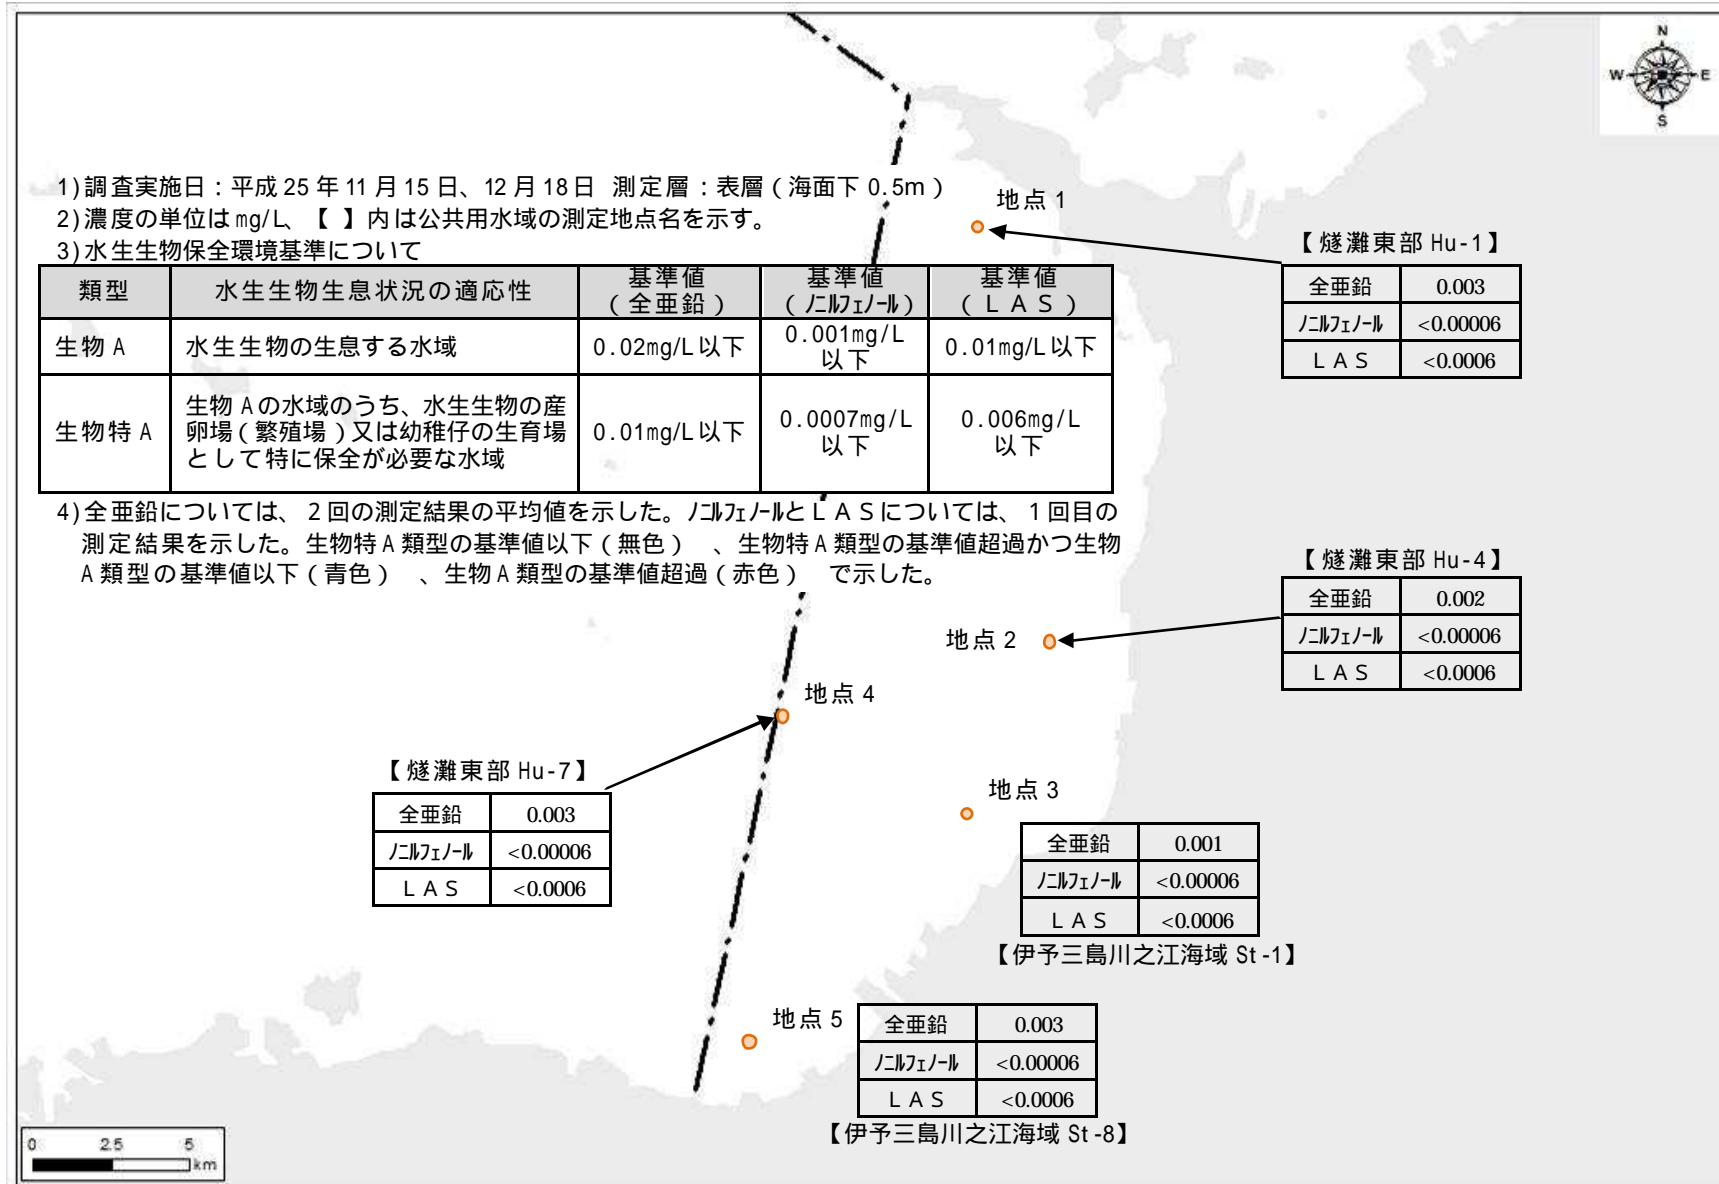 N
W E
S
1)調査実施日：平成25年11月15日、12月18日 測定層：表層（海面下0.5m）
2)濃度の単位はmg/L、【 】内は公共用水域の測定地点名を示す。
3)水生生物保全環境基準について
類型 水生生物生息状況の適応性 基準値（全亜鉛） 基準値（ﾉﾆﾙﾌｪﾉｰﾙ） 基準値（ＬＡＳ）
生物A 水生生物の生息する水域 0.02mg/L以下 0.001mg/L以下 0.01mg/L以下
生物特A 生物Aの水域のうち、水生生物の産卵場（繁殖場）又は幼稚仔の生育場として特に保全が必要な水域 0.01mg/L以下 0.0007mg/L以下 0.006mg/L以下
4)全亜鉛については、2回の測定結果の平均値を示した。ﾉﾆﾙﾌｪﾉｰﾙとＬＡＳについては、1回目の
測定結果を示した。生物特A類型の基準値以下（無色） 、生物特A類型の基準値超過かつ生物
A類型の基準値以下（青色） 、生物A類型の基準値超過（赤色） で示した。
地点1
【燧灘東部Hu-1】
全亜鉛 0.003
ﾉﾆﾙﾌｪﾉｰﾙ <0.00006
ＬＡＳ <0.0006
地点2
【燧灘東部Hu-4】
全亜鉛 0.002
ﾉﾆﾙﾌｪﾉｰﾙ <0.00006
ＬＡＳ <0.0006
地点4
【燧灘東部Hu-7】
全亜鉛 0.003
ﾉﾆﾙﾌｪﾉｰﾙ <0.00006
ＬＡＳ <0.0006
地点3
全亜鉛 0.001
ﾉﾆﾙﾌｪﾉｰﾙ <0.00006
ＬＡＳ <0.0006
【伊予三島川之江海域St-1】
地点5
全亜鉛 0.003
ﾉﾆﾙﾌｪﾉｰﾙ <0.00006
ＬＡＳ <0.0006
【伊予三島川之江海域St-8】
0 2.5 5
km